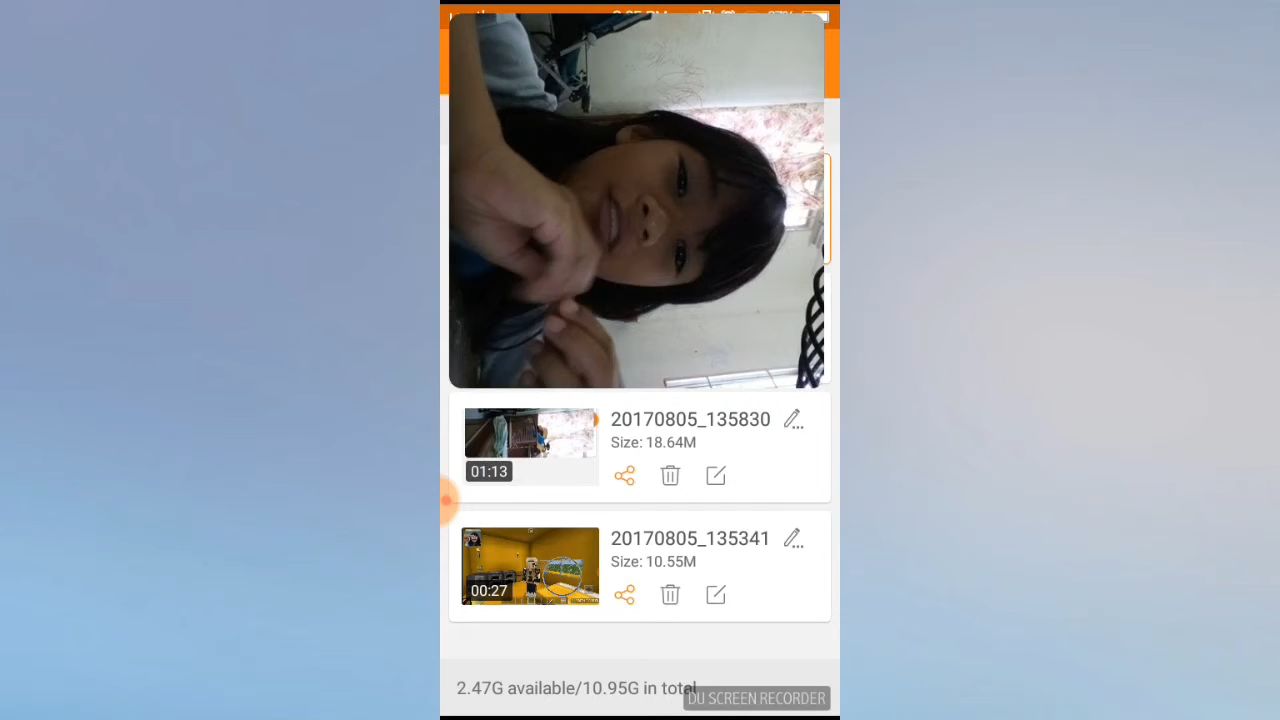 20170805_135830
Size: 18.64M
01:13
20170805_135341
Size: 10.55M
00:27
2.47G available/10.95G in total
DU SCREEN RECORDER